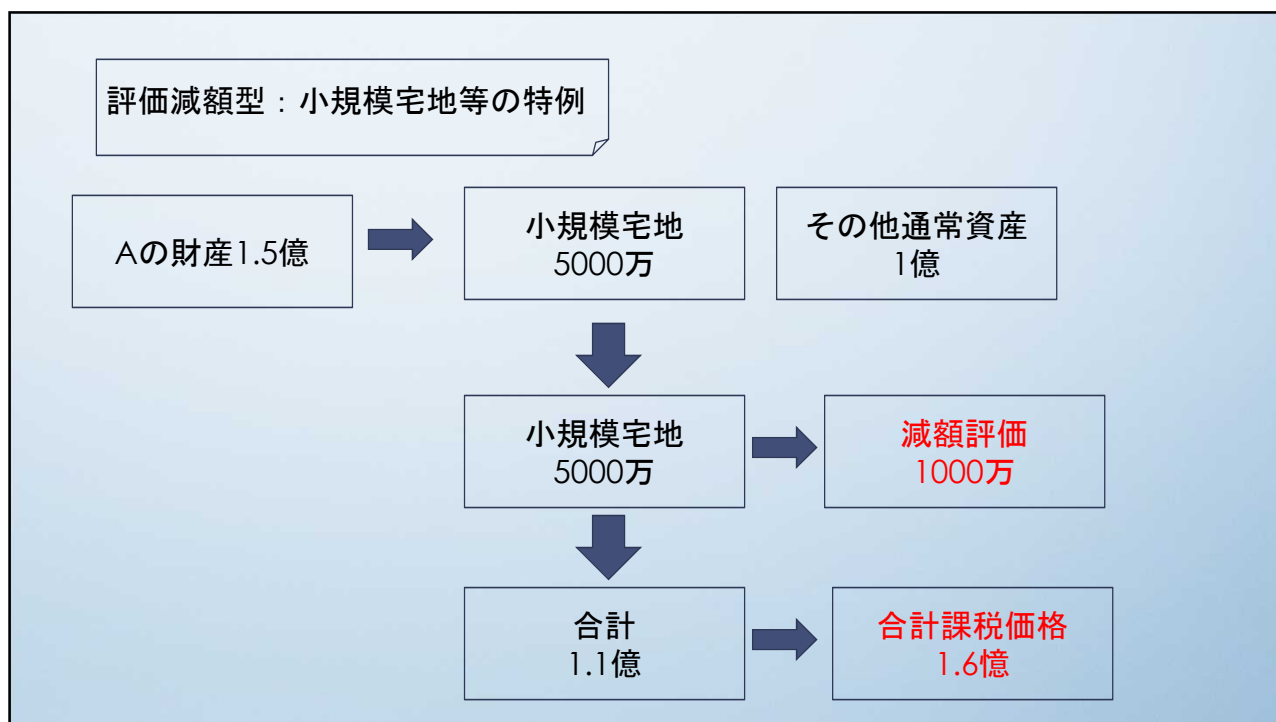 評価減額型：小規模宅地等の特例
Aの財産1.5億
小規模宅地
5000万
その他通常資産
1億
小規模宅地
5000万
減額評価
1000万
合計
1.1億
合計課税価格
1.6憶